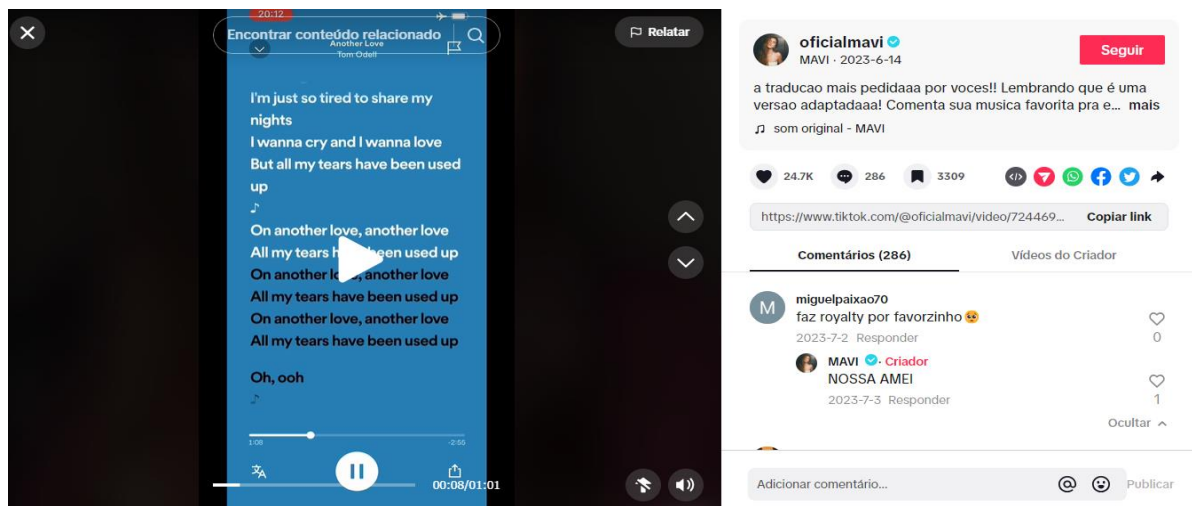 20:12
Encontrar conteúdo relacionado
Another Love
Tom Odell
Relatar
I'm just so tired to share my
nights
I wanna cry and I wanna love
But all my tears have been used
up
♪
On another love, another love
All my tears have been used up
On another love, another love
All my tears have been used up
On another love, another love
All my tears have been used up
Oh, ooh
♪
1:08
-2:55
00:08/01:01
oficialmavi
MAVI · 2023-6-14
Seguir
a traducao mais pedidaaa por voces!! Lembrando que é uma
versao adaptadaaa! Comenta sua musica favorita pra e... mais
♫ som original - MAVI
24.7K
286
3309
https://www.tiktok.com/@oficialmavi/video/724469...
Copiar link
Comentários (286)
Vídeos do Criador
M
miguelpaixao70
faz royalty por favorzinho🥺
2023-7-2 Responder
0
MAVI · Criador
NOSSA AMEI
2023-7-3 Responder
1
Ocultar
Adicionar comentário...
Publicar